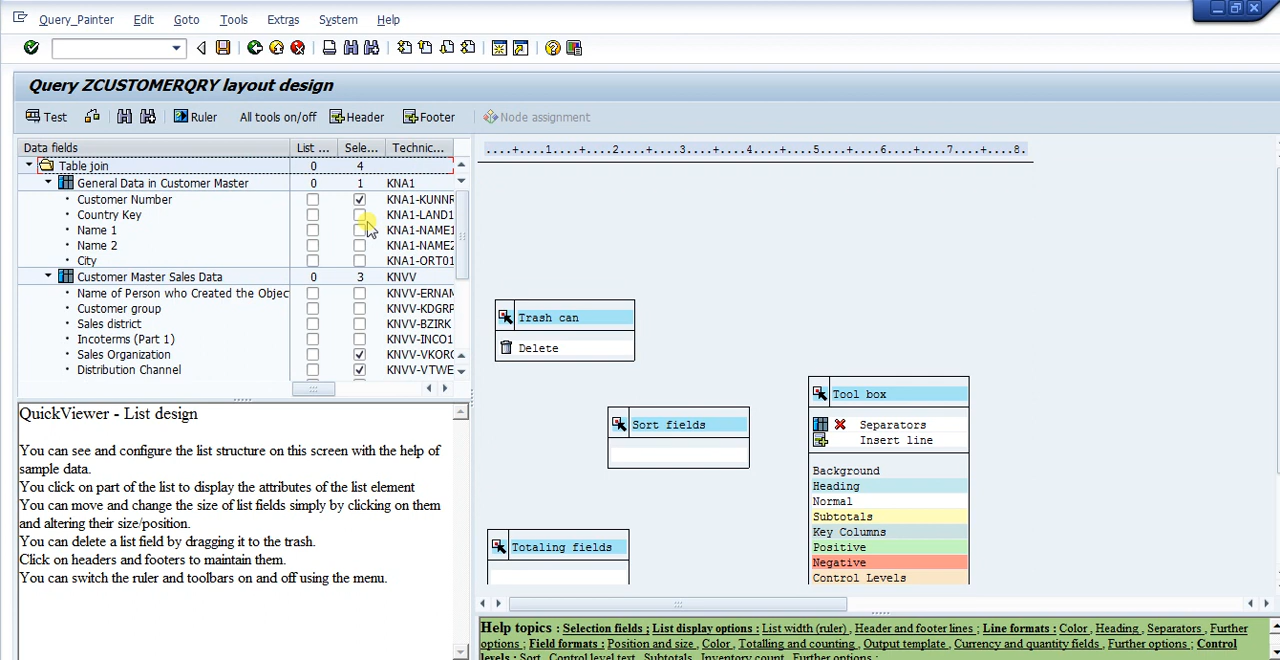 Query_Painter Edit Goto Tools Extras System Help
Query ZCUSTOMERQRY layout design
Test Ruler All tools on/off Header Footer Node assignment
Data fields List ... Sele... Technic...
....+....1....+....2....+....3....+....4....+....5....+....6....+....7....+....8.
Table join 0 4
General Data in Customer Master 0 1 KNA1
Customer Number KNA1-KUNNR
Country Key KNA1-LAND1
Name 1 KNA1-NAME1
Name 2 KNA1-NAME2
City KNA1-ORT01
Customer Master Sales Data 0 3 KNVV
Name of Person who Created the Objec KNVV-ERNAM
Customer group KNVV-KDGRP
Sales district KNVV-BZIRK
Incoterms (Part 1) KNVV-INCO1
Sales Organization KNVV-VKORG
Distribution Channel KNVV-VTWE
Trash can
Delete
Sort fields
Totaling fields
Tool box
Separators
Insert line
Background
Heading
Normal
Subtotals
Key Columns
Positive
Negative
Control Levels
QuickViewer - List design
You can see and configure the list structure on this screen with the help of
sample data.
You click on part of the list to display the attributes of the list element
You can move and change the size of list fields simply by clicking on them
and altering their size/position.
You can delete a list field by dragging it to the trash.
Click on headers and footers to maintain them.
You can switch the ruler and toolbars on and off using the menu.
Help topics : Selection fields ; List display options : List width (ruler) , Header and footer lines ; Line formats : Color , Heading , Separators , Further
options ; Field formats : Position and size , Color , Totalling and counting , Output template , Currency and quantity fields , Further options ; Control
levels : Sort , Control level text , Subtotals , Inventory count , Further options ;